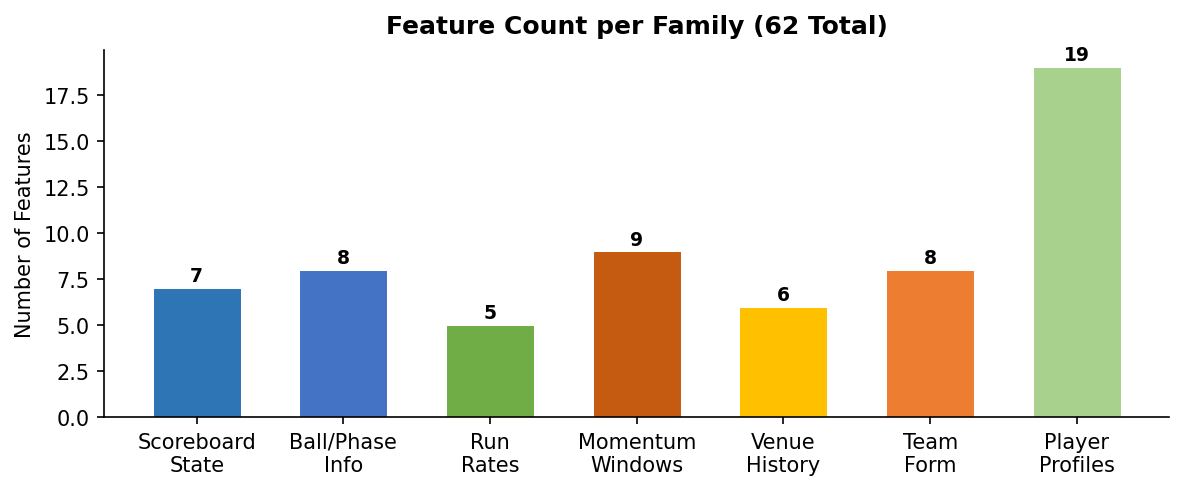 Feature Count per Family (62 Total)
Number of Features
17.5
15.0
12.5
10.0
7.5
5.0
2.5
0.0
7
8
5
9
6
8
19
Scoreboard
State
Ball/Phase
Info
Run
Rates
Momentum
Windows
Venue
History
Team
Form
Player
Profiles